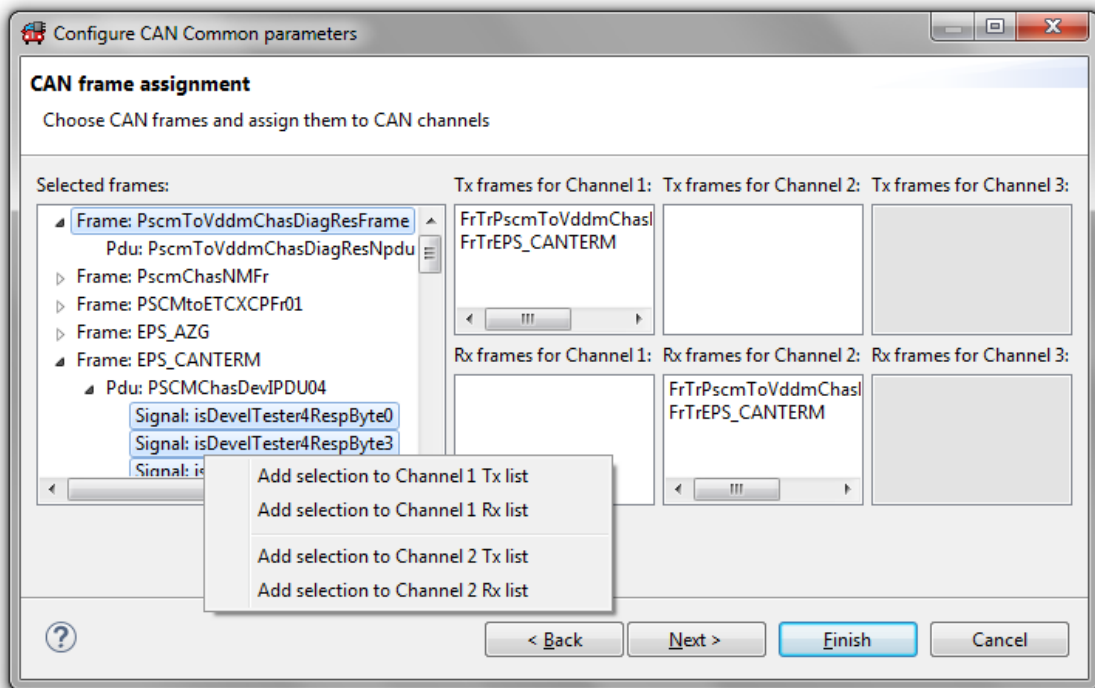 Configure CAN Common parameters
CAN frame assignment
Choose CAN frames and assign them to CAN channels
Selected frames:
Tx frames for Channel 1:
Tx frames for Channel 2:
Tx frames for Channel 3:
Frame: PscmToVddmChasDiagResFrame
Pdu: PscmToVddmChasDiagResNpdu
Frame: PscmChasNMFr
Frame: PSCMtoETCXCPFr01
Frame: EPS_AZG
Frame: EPS_CANTERM
Pdu: PSCMChasDevIPDU04
Signal: isDevelTester4RespByte0
Signal: isDevelTester4RespByte3
Signal: is
FrTrPscmToVddmChas
FrTrEPS_CANTERM
Rx frames for Channel 1:
Rx frames for Channel 2:
Rx frames for Channel 3:
FrTrPscmToVddmChas
FrTrEPS_CANTERM
Add selection to Channel 1 Tx list
Add selection to Channel 1 Rx list
Add selection to Channel 2 Tx list
Add selection to Channel 2 Rx list
?
< Back
Next >
Finish
Cancel